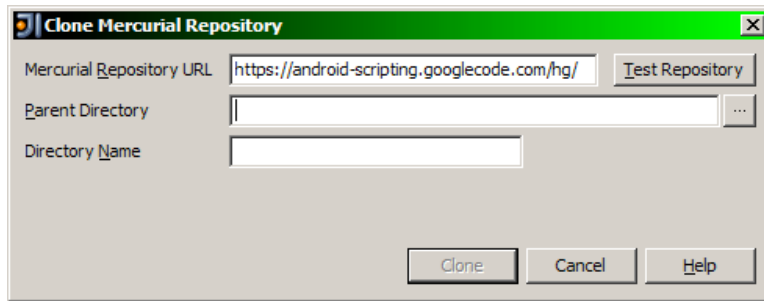 Clone Mercurial Repository
Mercurial Repository URL https://android-scripting.googlecode.com/hg/ Test Repository
Parent Directory ...
Directory Name
Clone Cancel Help